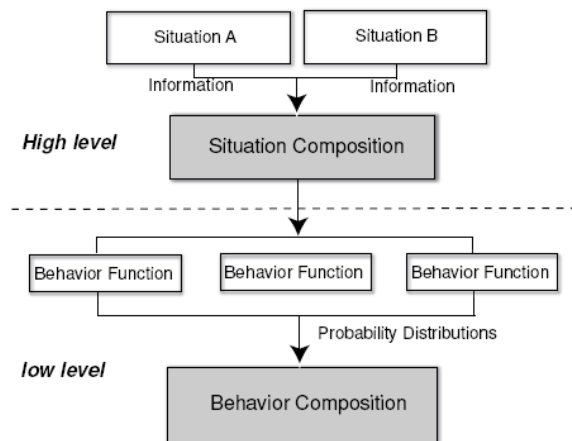 Situation A
Situation B
Information
Information
High level
Situation Composition
Behavior Function
Behavior Function
Behavior Function
Probability Distributions
low level
Behavior Composition